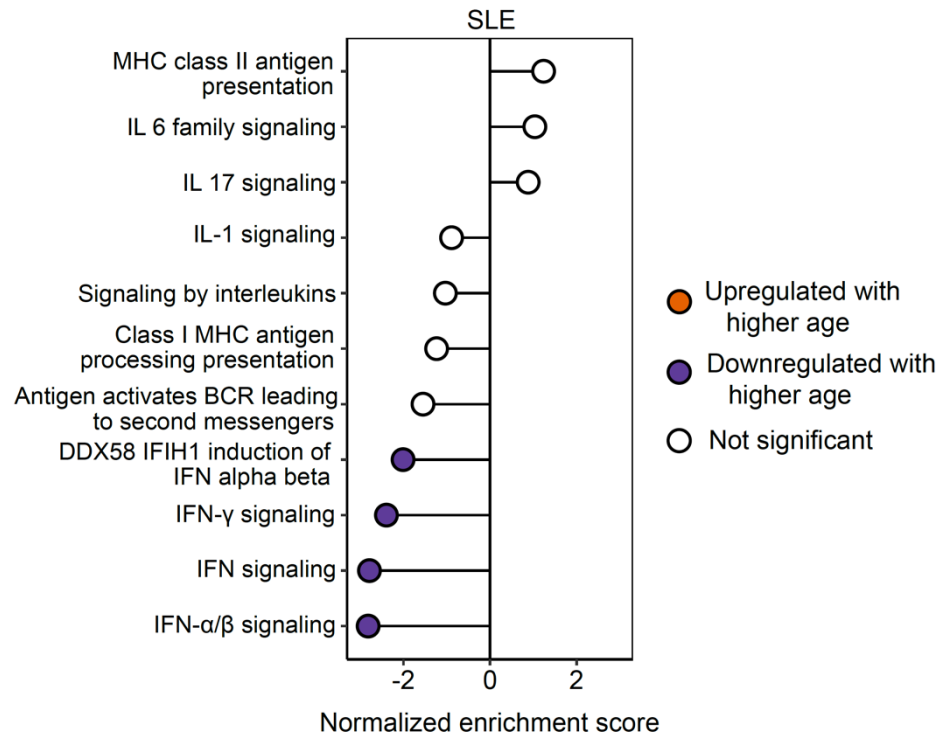 SLE
MHC class II antigen
presentation
IL 6 family signaling
IL 17 signaling
IL-1 signaling
Signaling by interleukins
Class I MHC antigen
processing presentation
Antigen activates BCR leading
to second messengers
DDX58 IFIH1 induction of
IFN alpha beta
IFN-γ signaling
IFN signaling
IFN-α/β signaling
-2 0 2
Normalized enrichment score
Upregulated with
higher age
Downregulated with
higher age
Not significant